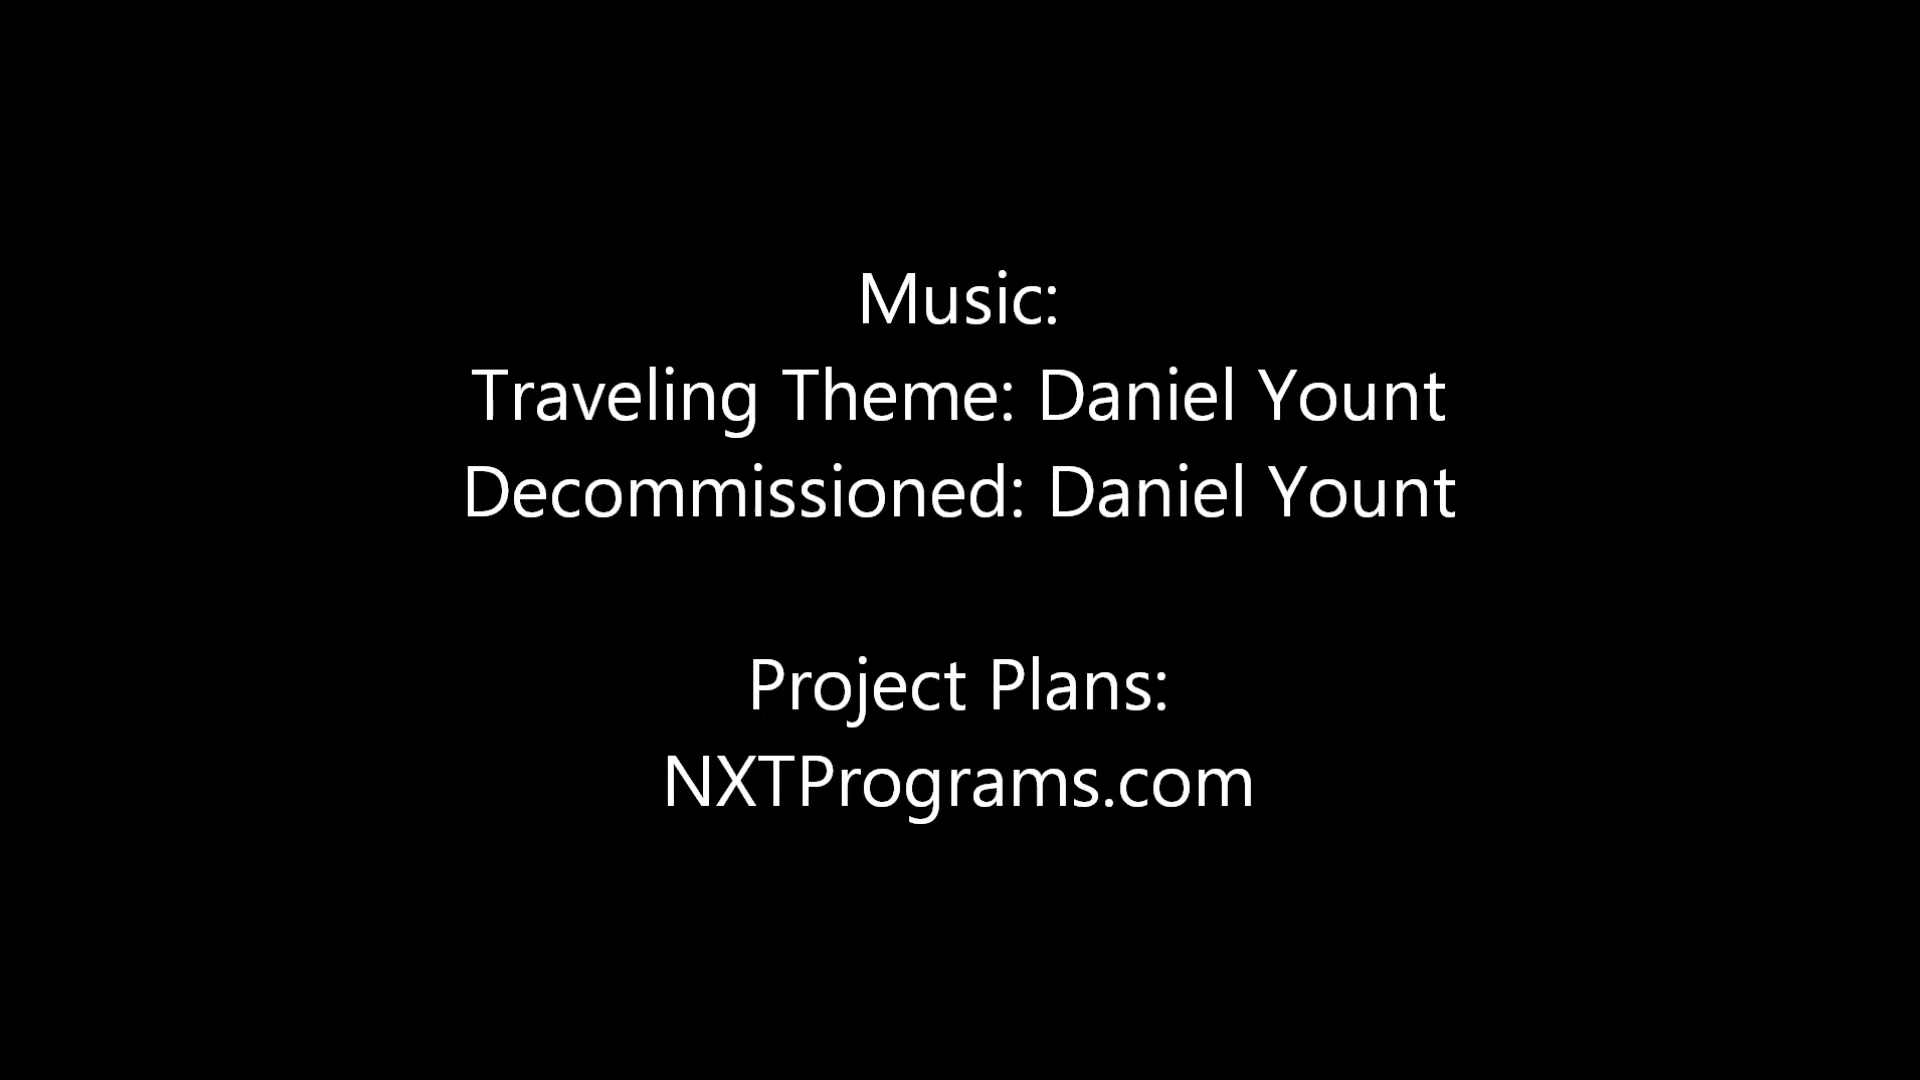 Music:
Traveling Theme: Daniel Yount
Decommissioned: Daniel Yount
Project Plans:
NXTPrograms.com